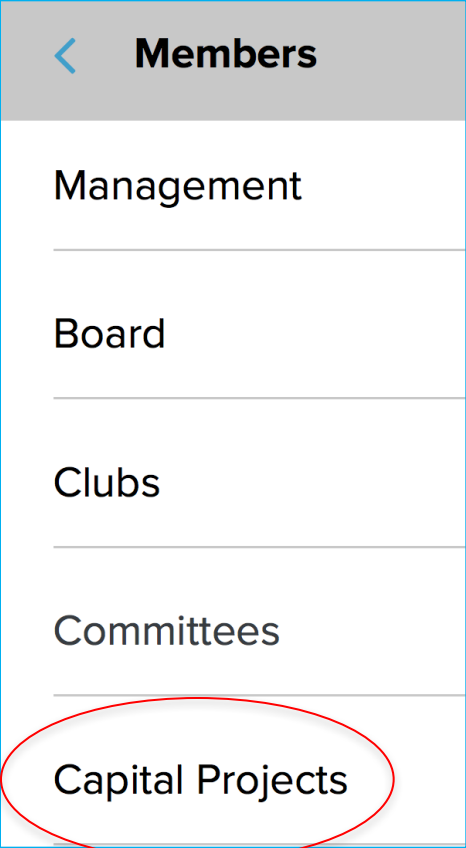 Members
Management
Board
Clubs
Committees
Capital Projects